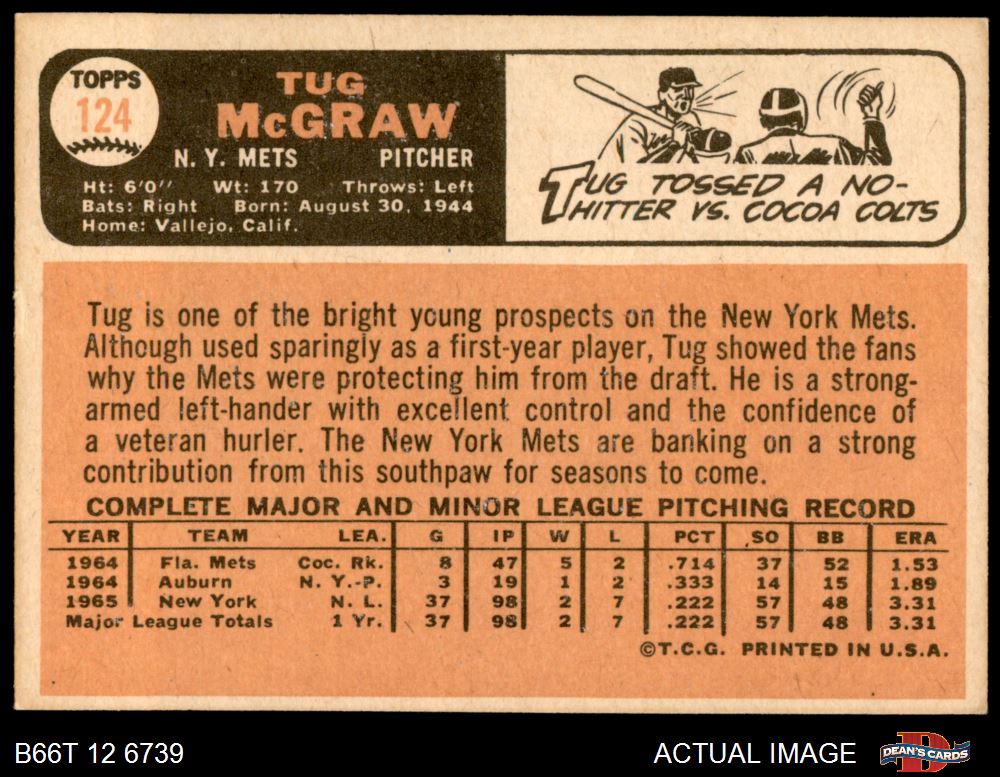 TOPPS
124
TUG
McGRAW
N. Y. METS PITCHER
Ht: 6'0" Wt: 170 Throws: Left
Bats: Right Born: August 30, 1944
Home: Vallejo, Calif.
TUG TOSSED A NO-
HITTER VS. COCOA COLTS
Tug is one of the bright young prospects on the New York Mets.
Although used sparingly as a first-year player, Tug showed the fans
why the Mets were protecting him from the draft. He is a strong-
armed left-hander with excellent control and the confidence of
a veteran hurler. The New York Mets are banking on a strong
contribution from this southpaw for seasons to come.
COMPLETE MAJOR AND MINOR LEAGUE PITCHING RECORD
YEAR TEAM LEA. G IP W L PCT SO BB ERA
1964 Fla. Mets Coc. Rk. 8 47 5 2 .714 37 52 1.53
1964 Auburn N. Y.-P. 3 19 1 2 .333 14 15 1.89
1965 New York N. L. 37 98 2 7 .222 57 48 3.31
Major League Totals 1 Yr. 37 98 2 7 .222 57 48 3.31
©T.C.G. PRINTED IN U.S.A.
B66T 12 6739 ACTUAL IMAGE DEAN'S CARDS